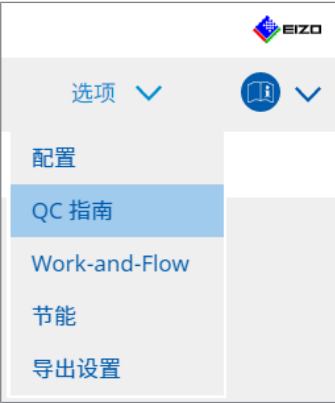 EIZO
选项
配置
QC 指南
Work-and-Flow
节能
导出设置